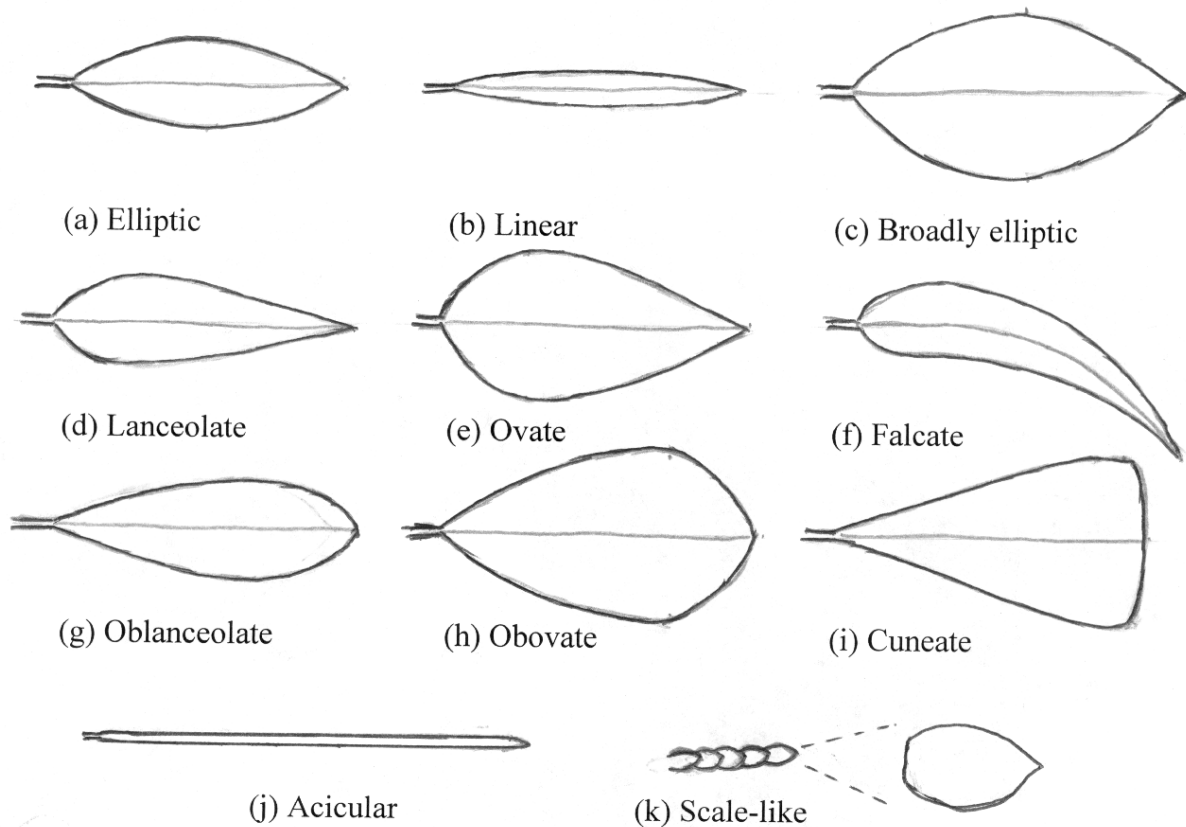 (a) Elliptic
(b) Linear
(c) Broadly elliptic
(d) Lanceolate
(e) Ovate
(f) Falcate
(g) Oblanceolate
(h) Obovate
(i) Cuneate
(j) Acicular
(k) Scale-like